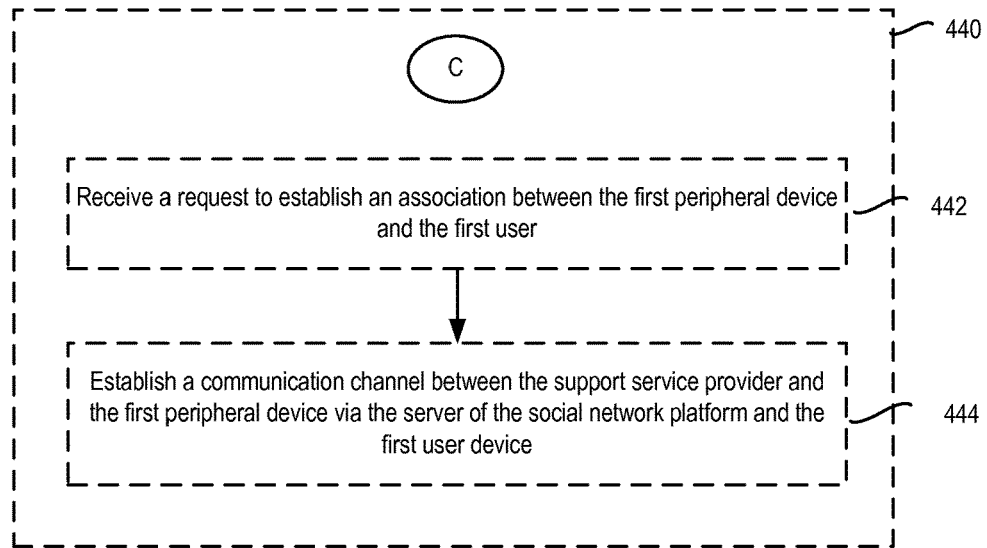 440
C
Receive a request to establish an association between the first peripheral device
and the first user
442
Establish a communication channel between the support service provider and
the first peripheral device via the server of the social network platform and the
first user device
444